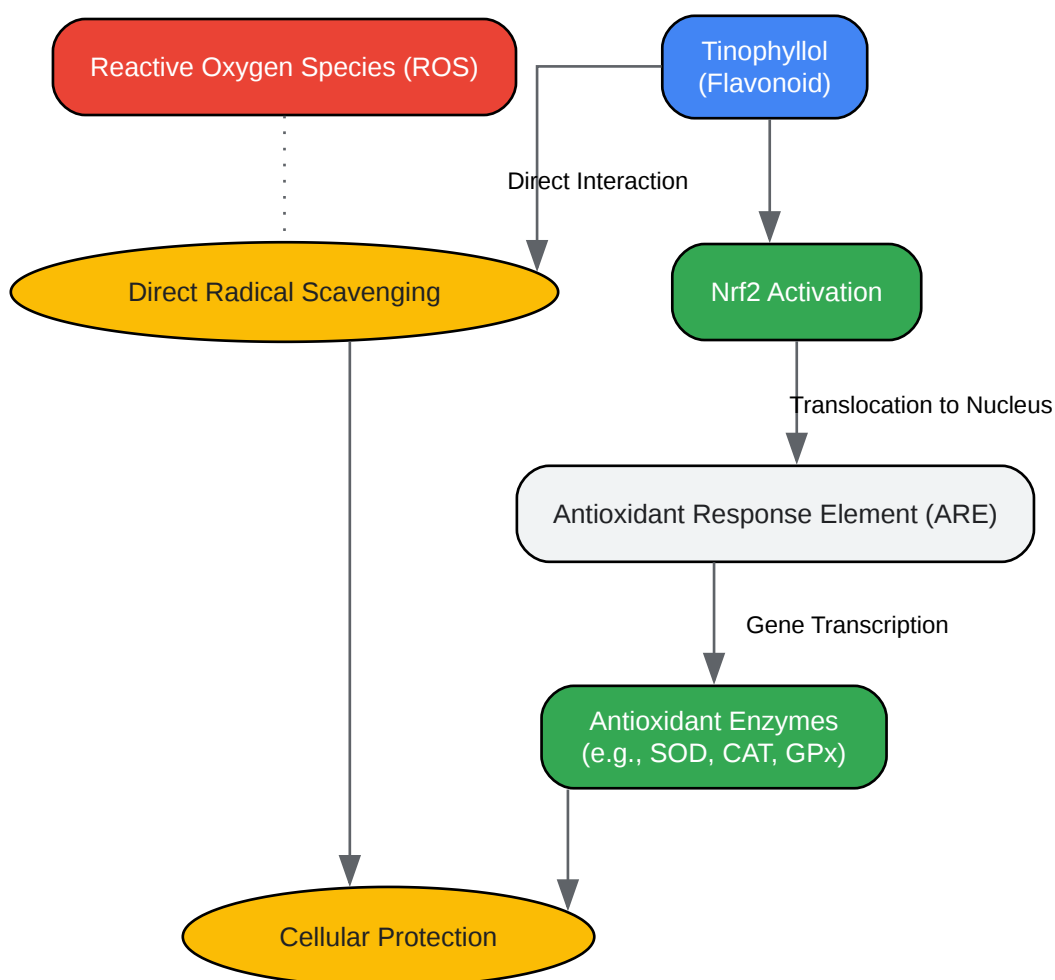 Reactive Oxygen Species (ROS)
Tinophyllol
(Flavonoid)
Direct Interaction
Direct Radical Scavenging
Nrf2 Activation
Translocation to Nucleus
Antioxidant Response Element (ARE)
Gene Transcription
Antioxidant Enzymes
(e.g., SOD, CAT, GPx)
Cellular Protection